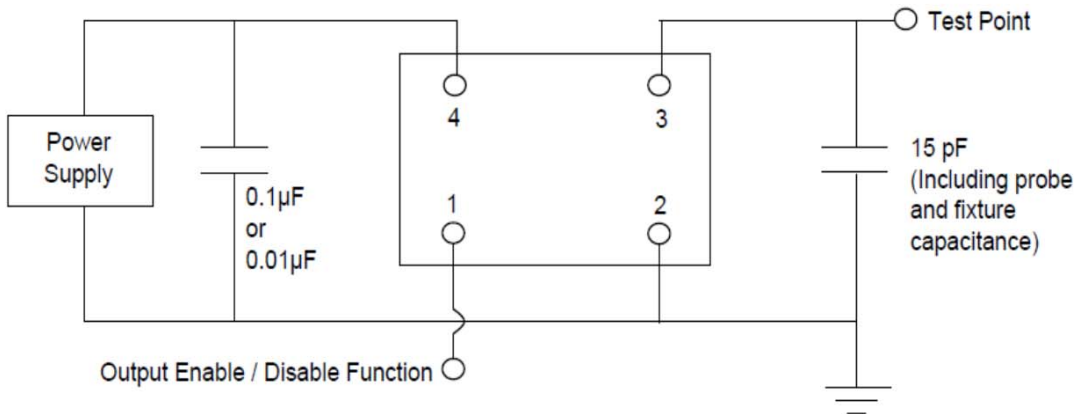 Test Point
4
3
Power
Supply
15 pF
(Including probe
and fixture
capacitance)
0.1µF
or
0.01µF
1
2
Output Enable / Disable Function